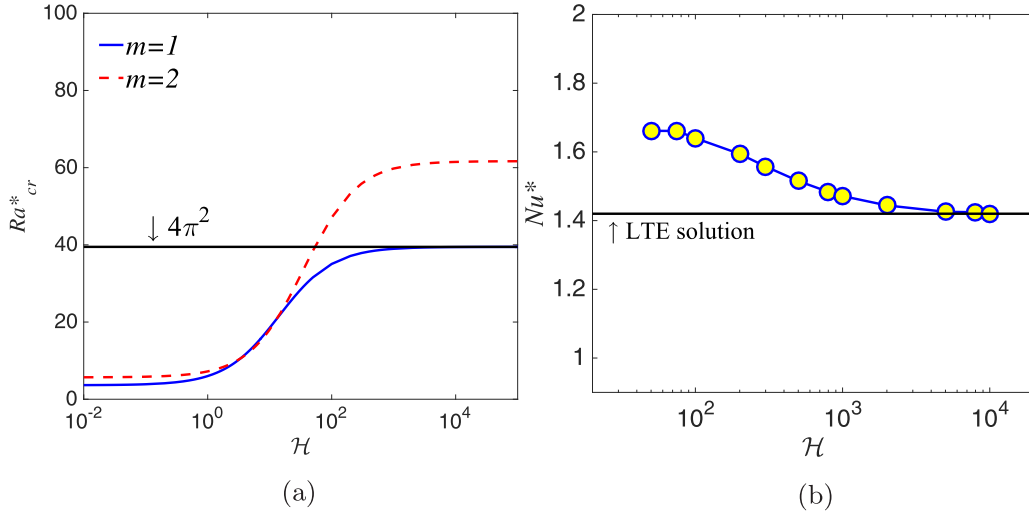 100
80
60
40
20
0
Ra*cr
m=1
m=2
↓ 4π²
10⁻² 10⁰ 10² 10⁴
ℋ
(a)
2
1.8
1.6
1.4
1.2
1
Nu*
↑ LTE solution
10² 10³ 10⁴
ℋ
(b)